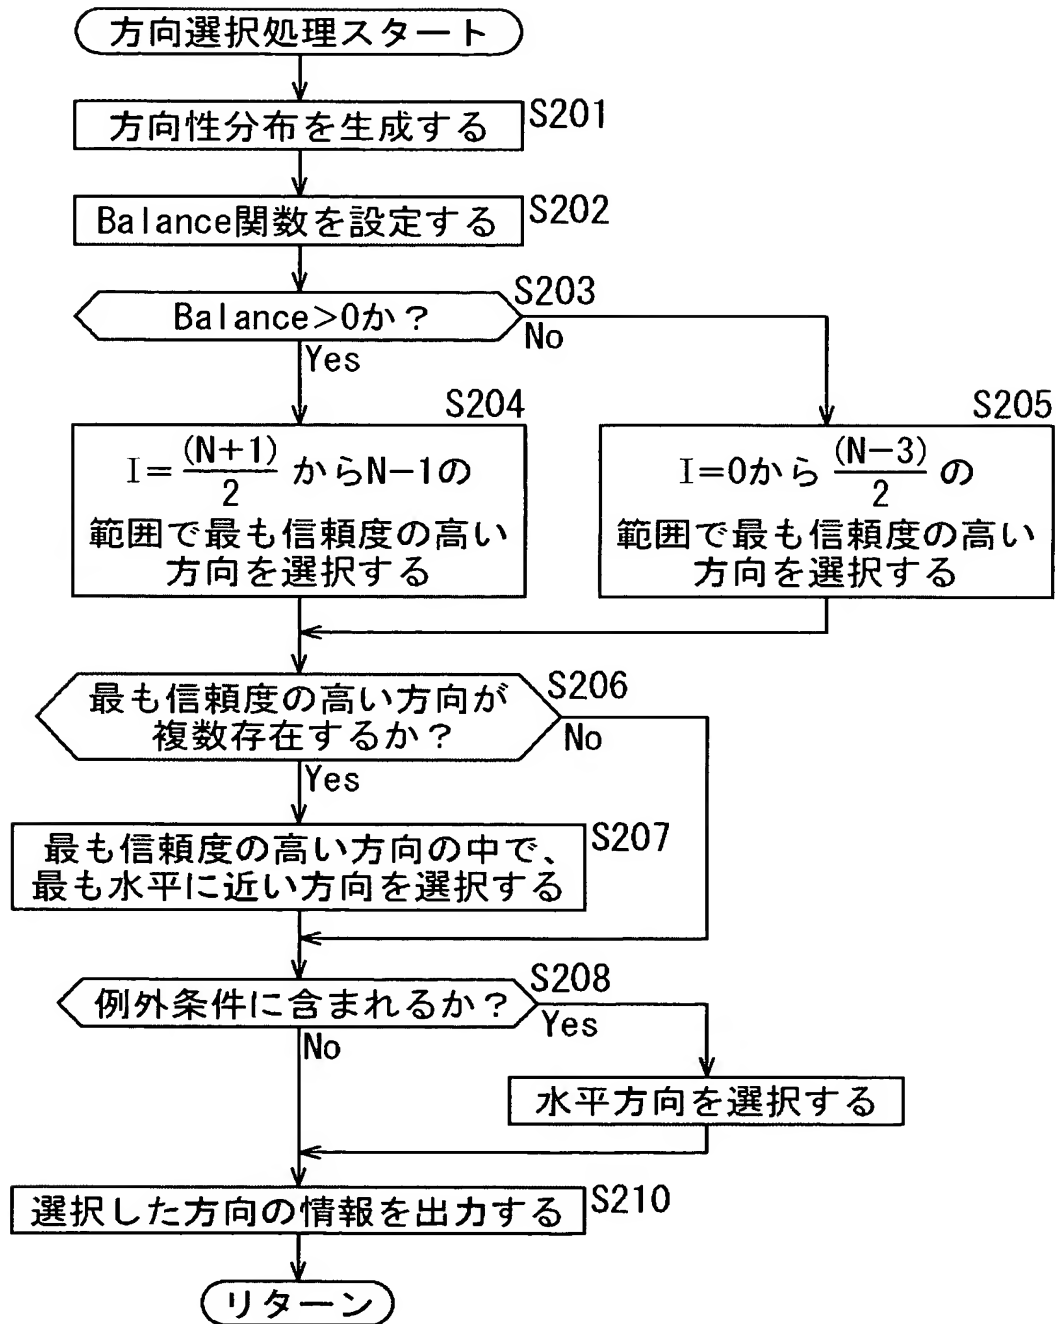 方向選択処理スタート
方向性分布を生成する
S201
Balance関数を設定する
S202
Balance>0か？
S203
No
Yes
S204
I=(N+1)/2からN-1の
範囲で最も信頼度の高い
方向を選択する
S205
I=0から(N-3)/2の
範囲で最も信頼度の高い
方向を選択する
最も信頼度の高い方向が
複数存在するか？
S206
No
Yes
最も信頼度の高い方向の中で、
最も水平に近い方向を選択する
S207
例外条件に含まれるか？
S208
Yes
No
水平方向を選択する
選択した方向の情報を出力する
S210
リターン